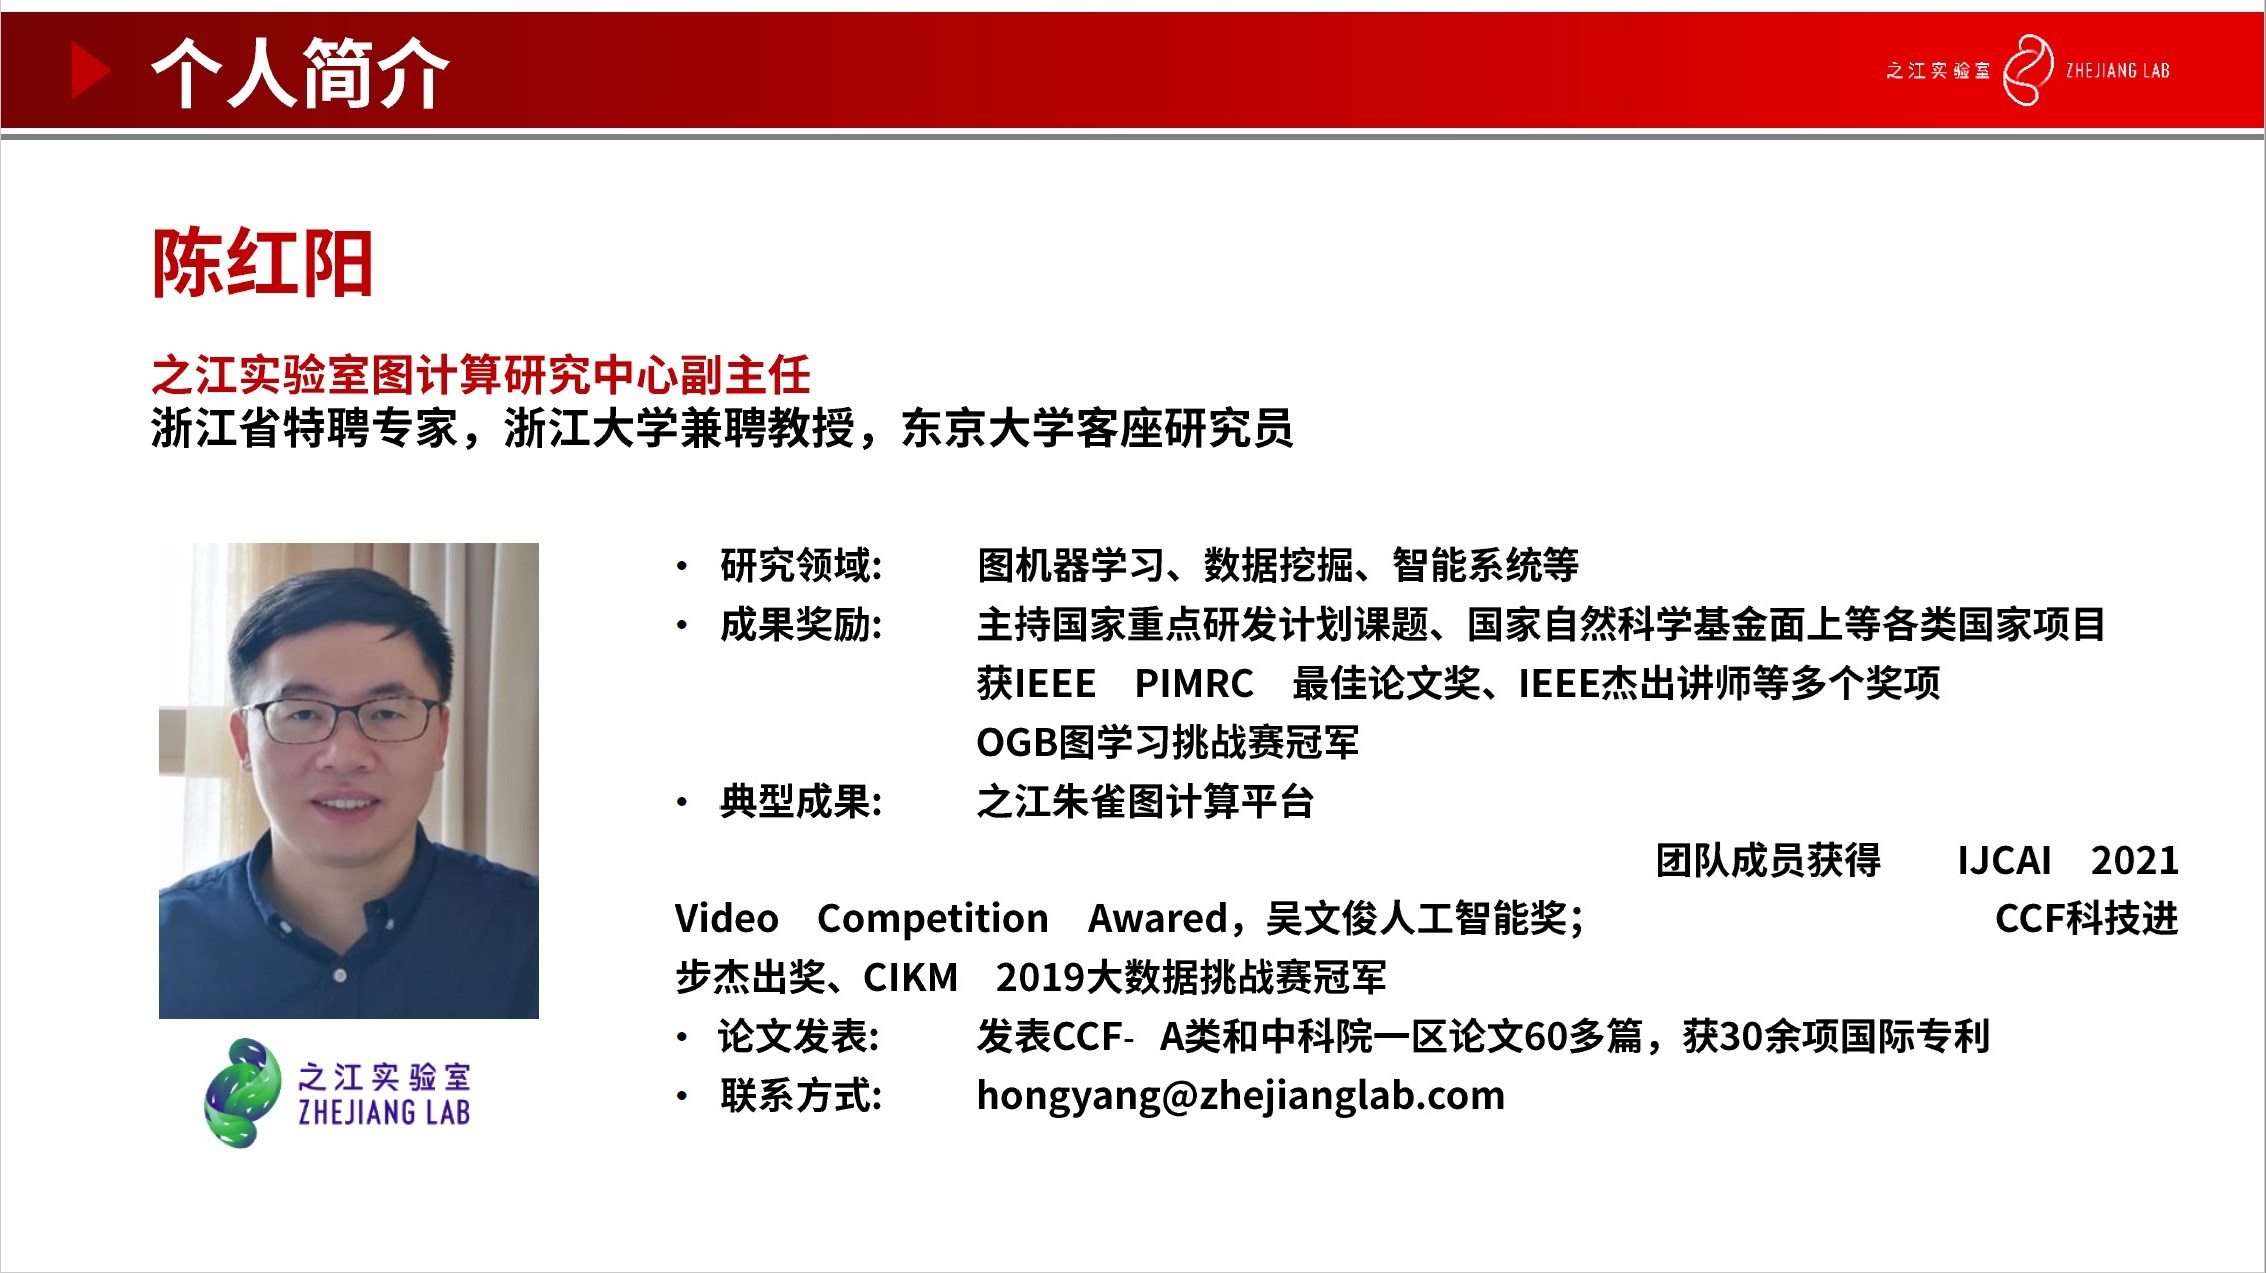 个人简介
之江实验室 ZHEJIANG LAB
陈红阳
之江实验室图计算研究中心副主任
浙江省特聘专家，浙江大学兼聘教授，东京大学客座研究员
• 研究领域: 图机器学习、数据挖掘、智能系统等
• 成果奖励: 主持国家重点研发计划课题、国家自然科学基金面上等各类国家项目
获IEEE PIMRC 最佳论文奖、IEEE杰出讲师等多个奖项
OGB图学习挑战赛冠军
• 典型成果: 之江朱雀图计算平台
团队成员获得 IJCAI 2021
Video Competition Awared，吴文俊人工智能奖； CCF科技进
步杰出奖、CIKM 2019大数据挑战赛冠军
• 论文发表: 发表CCF- A类和中科院一区论文60多篇，获30余项国际专利
• 联系方式: hongyang@zhejianglab.com
之江实验室
ZHEJIANG LAB